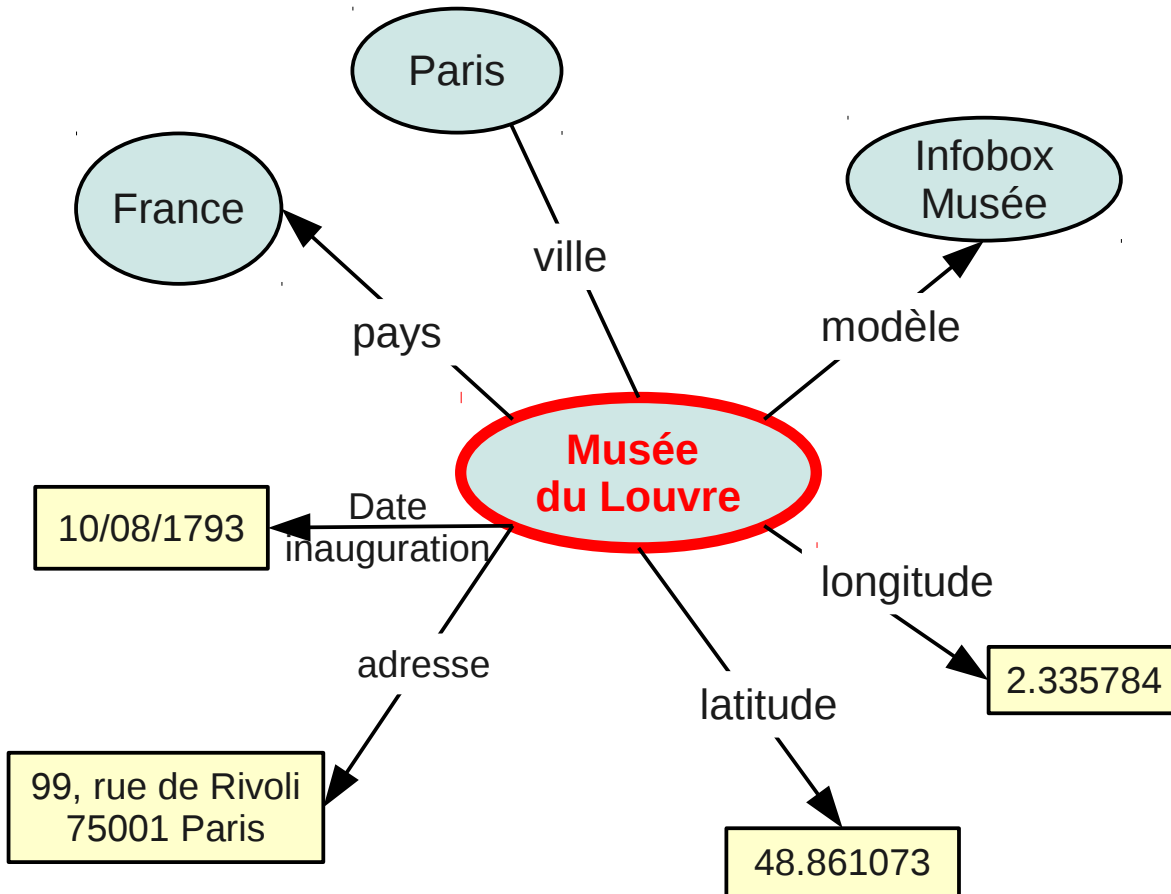 Paris
Infobox
Musée
France
ville
pays
modèle
Musée
du Louvre
Date
inauguration
10/08/1793
longitude
adresse
2.335784
latitude
99, rue de Rivoli
75001 Paris
48.861073